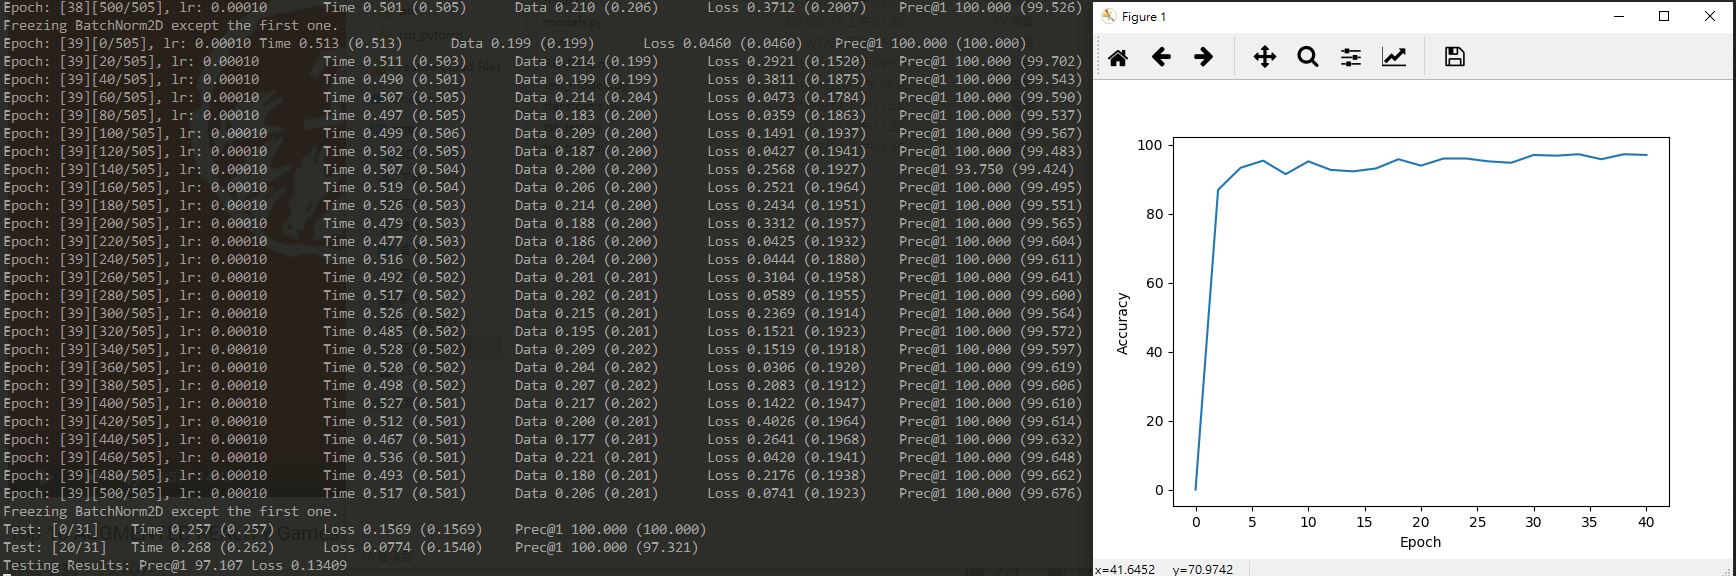 Epoch: [38][500/505], lr: 0.00010 Time 0.501 (0.505) Data 0.210 (0.206) Loss 0.3712 (0.2007) Prec@1 100.000 (99.526)
Freezing BatchNorm2D except the first one.
Epoch: [39][0/505], lr: 0.00010 Time 0.513 (0.513) Data 0.199 (0.199) Loss 0.0460 (0.0460) Prec@1 100.000 (100.000)
Epoch: [39][20/505], lr: 0.00010 Time 0.511 (0.503) Data 0.214 (0.199) Loss 0.2921 (0.1520) Prec@1 100.000 (99.702)
Epoch: [39][40/505], lr: 0.00010 Time 0.490 (0.501) Data 0.199 (0.199) Loss 0.3811 (0.1875) Prec@1 100.000 (99.543)
Epoch: [39][60/505], lr: 0.00010 Time 0.507 (0.505) Data 0.214 (0.204) Loss 0.0473 (0.1784) Prec@1 100.000 (99.590)
Epoch: [39][80/505], lr: 0.00010 Time 0.497 (0.505) Data 0.183 (0.200) Loss 0.0359 (0.1863) Prec@1 100.000 (99.537)
Epoch: [39][100/505], lr: 0.00010 Time 0.499 (0.506) Data 0.209 (0.200) Loss 0.1491 (0.1937) Prec@1 100.000 (99.567)
Epoch: [39][120/505], lr: 0.00010 Time 0.502 (0.505) Data 0.187 (0.200) Loss 0.0427 (0.1941) Prec@1 100.000 (99.483)
Epoch: [39][140/505], lr: 0.00010 Time 0.507 (0.504) Data 0.200 (0.200) Loss 0.2568 (0.1927) Prec@1 93.750 (99.424)
Epoch: [39][160/505], lr: 0.00010 Time 0.519 (0.504) Data 0.206 (0.200) Loss 0.2521 (0.1964) Prec@1 100.000 (99.495)
Epoch: [39][180/505], lr: 0.00010 Time 0.526 (0.503) Data 0.214 (0.200) Loss 0.2434 (0.1951) Prec@1 100.000 (99.551)
Epoch: [39][200/505], lr: 0.00010 Time 0.479 (0.503) Data 0.188 (0.200) Loss 0.3312 (0.1957) Prec@1 100.000 (99.565)
Epoch: [39][220/505], lr: 0.00010 Time 0.477 (0.503) Data 0.186 (0.200) Loss 0.0425 (0.1932) Prec@1 100.000 (99.604)
Epoch: [39][240/505], lr: 0.00010 Time 0.516 (0.502) Data 0.204 (0.200) Loss 0.0444 (0.1880) Prec@1 100.000 (99.611)
Epoch: [39][260/505], lr: 0.00010 Time 0.492 (0.502) Data 0.201 (0.201) Loss 0.3104 (0.1958) Prec@1 100.000 (99.641)
Epoch: [39][280/505], lr: 0.00010 Time 0.517 (0.502) Data 0.202 (0.201) Loss 0.0589 (0.1955) Prec@1 100.000 (99.600)
Epoch: [39][300/505], lr: 0.00010 Time 0.526 (0.502) Data 0.215 (0.201) Loss 0.2369 (0.1914) Prec@1 100.000 (99.564)
Epoch: [39][320/505], lr: 0.00010 Time 0.485 (0.502) Data 0.195 (0.201) Loss 0.1521 (0.1923) Prec@1 100.000 (99.572)
Epoch: [39][340/505], lr: 0.00010 Time 0.528 (0.502) Data 0.209 (0.202) Loss 0.1519 (0.1918) Prec@1 100.000 (99.597)
Epoch: [39][360/505], lr: 0.00010 Time 0.520 (0.502) Data 0.204 (0.202) Loss 0.0306 (0.1920) Prec@1 100.000 (99.619)
Epoch: [39][380/505], lr: 0.00010 Time 0.498 (0.502) Data 0.207 (0.202) Loss 0.2083 (0.1912) Prec@1 100.000 (99.606)
Epoch: [39][400/505], lr: 0.00010 Time 0.527 (0.501) Data 0.217 (0.202) Loss 0.1422 (0.1947) Prec@1 100.000 (99.610)
Epoch: [39][420/505], lr: 0.00010 Time 0.512 (0.501) Data 0.200 (0.201) Loss 0.4026 (0.1964) Prec@1 100.000 (99.614)
Epoch: [39][440/505], lr: 0.00010 Time 0.467 (0.501) Data 0.177 (0.201) Loss 0.2641 (0.1968) Prec@1 100.000 (99.632)
Epoch: [39][460/505], lr: 0.00010 Time 0.536 (0.501) Data 0.221 (0.201) Loss 0.0420 (0.1941) Prec@1 100.000 (99.648)
Epoch: [39][480/505], lr: 0.00010 Time 0.493 (0.501) Data 0.180 (0.201) Loss 0.2176 (0.1938) Prec@1 100.000 (99.662)
Epoch: [39][500/505], lr: 0.00010 Time 0.517 (0.501) Data 0.206 (0.201) Loss 0.0741 (0.1923) Prec@1 100.000 (99.676)
Freezing BatchNorm2D except the first one.
Test: [0/31] Time 0.257 (0.257) Loss 0.1569 (0.1569) Prec@1 100.000 (100.000)
Test: [20/31] Time 0.268 (0.262) Loss 0.0774 (0.1540) Prec@1 100.000 (97.321)
Testing Results: Prec@1 97.107 Loss 0.13409
Figure 1
100
80
60
40
20
0
Accuracy
0 5 10 15 20 25 30 35 40
Epoch
x=41.6452 y=70.9742